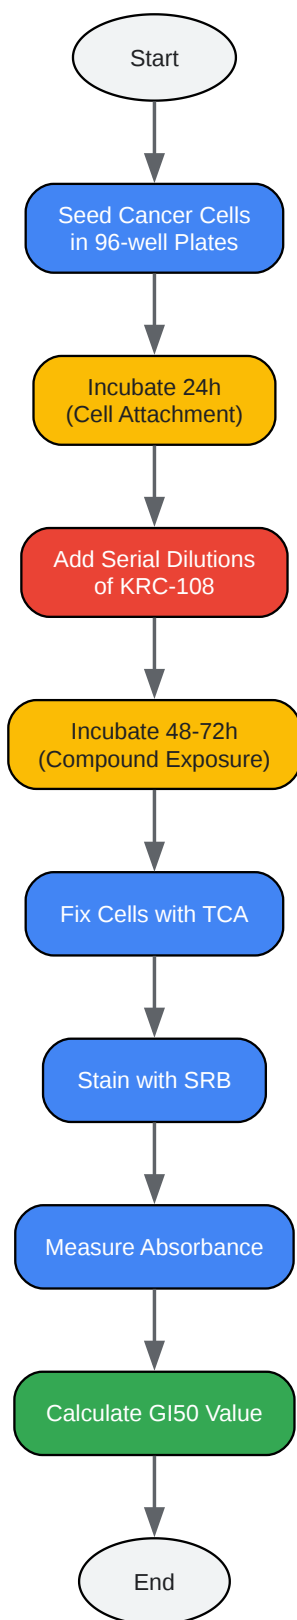 Start
Seed Cancer Cells
in 96-well Plates
Incubate 24h
(Cell Attachment)
Add Serial Dilutions
of KRC-108
Incubate 48-72h
(Compound Exposure)
Fix Cells with TCA
Stain with SRB
Measure Absorbance
Calculate GI50 Value
End